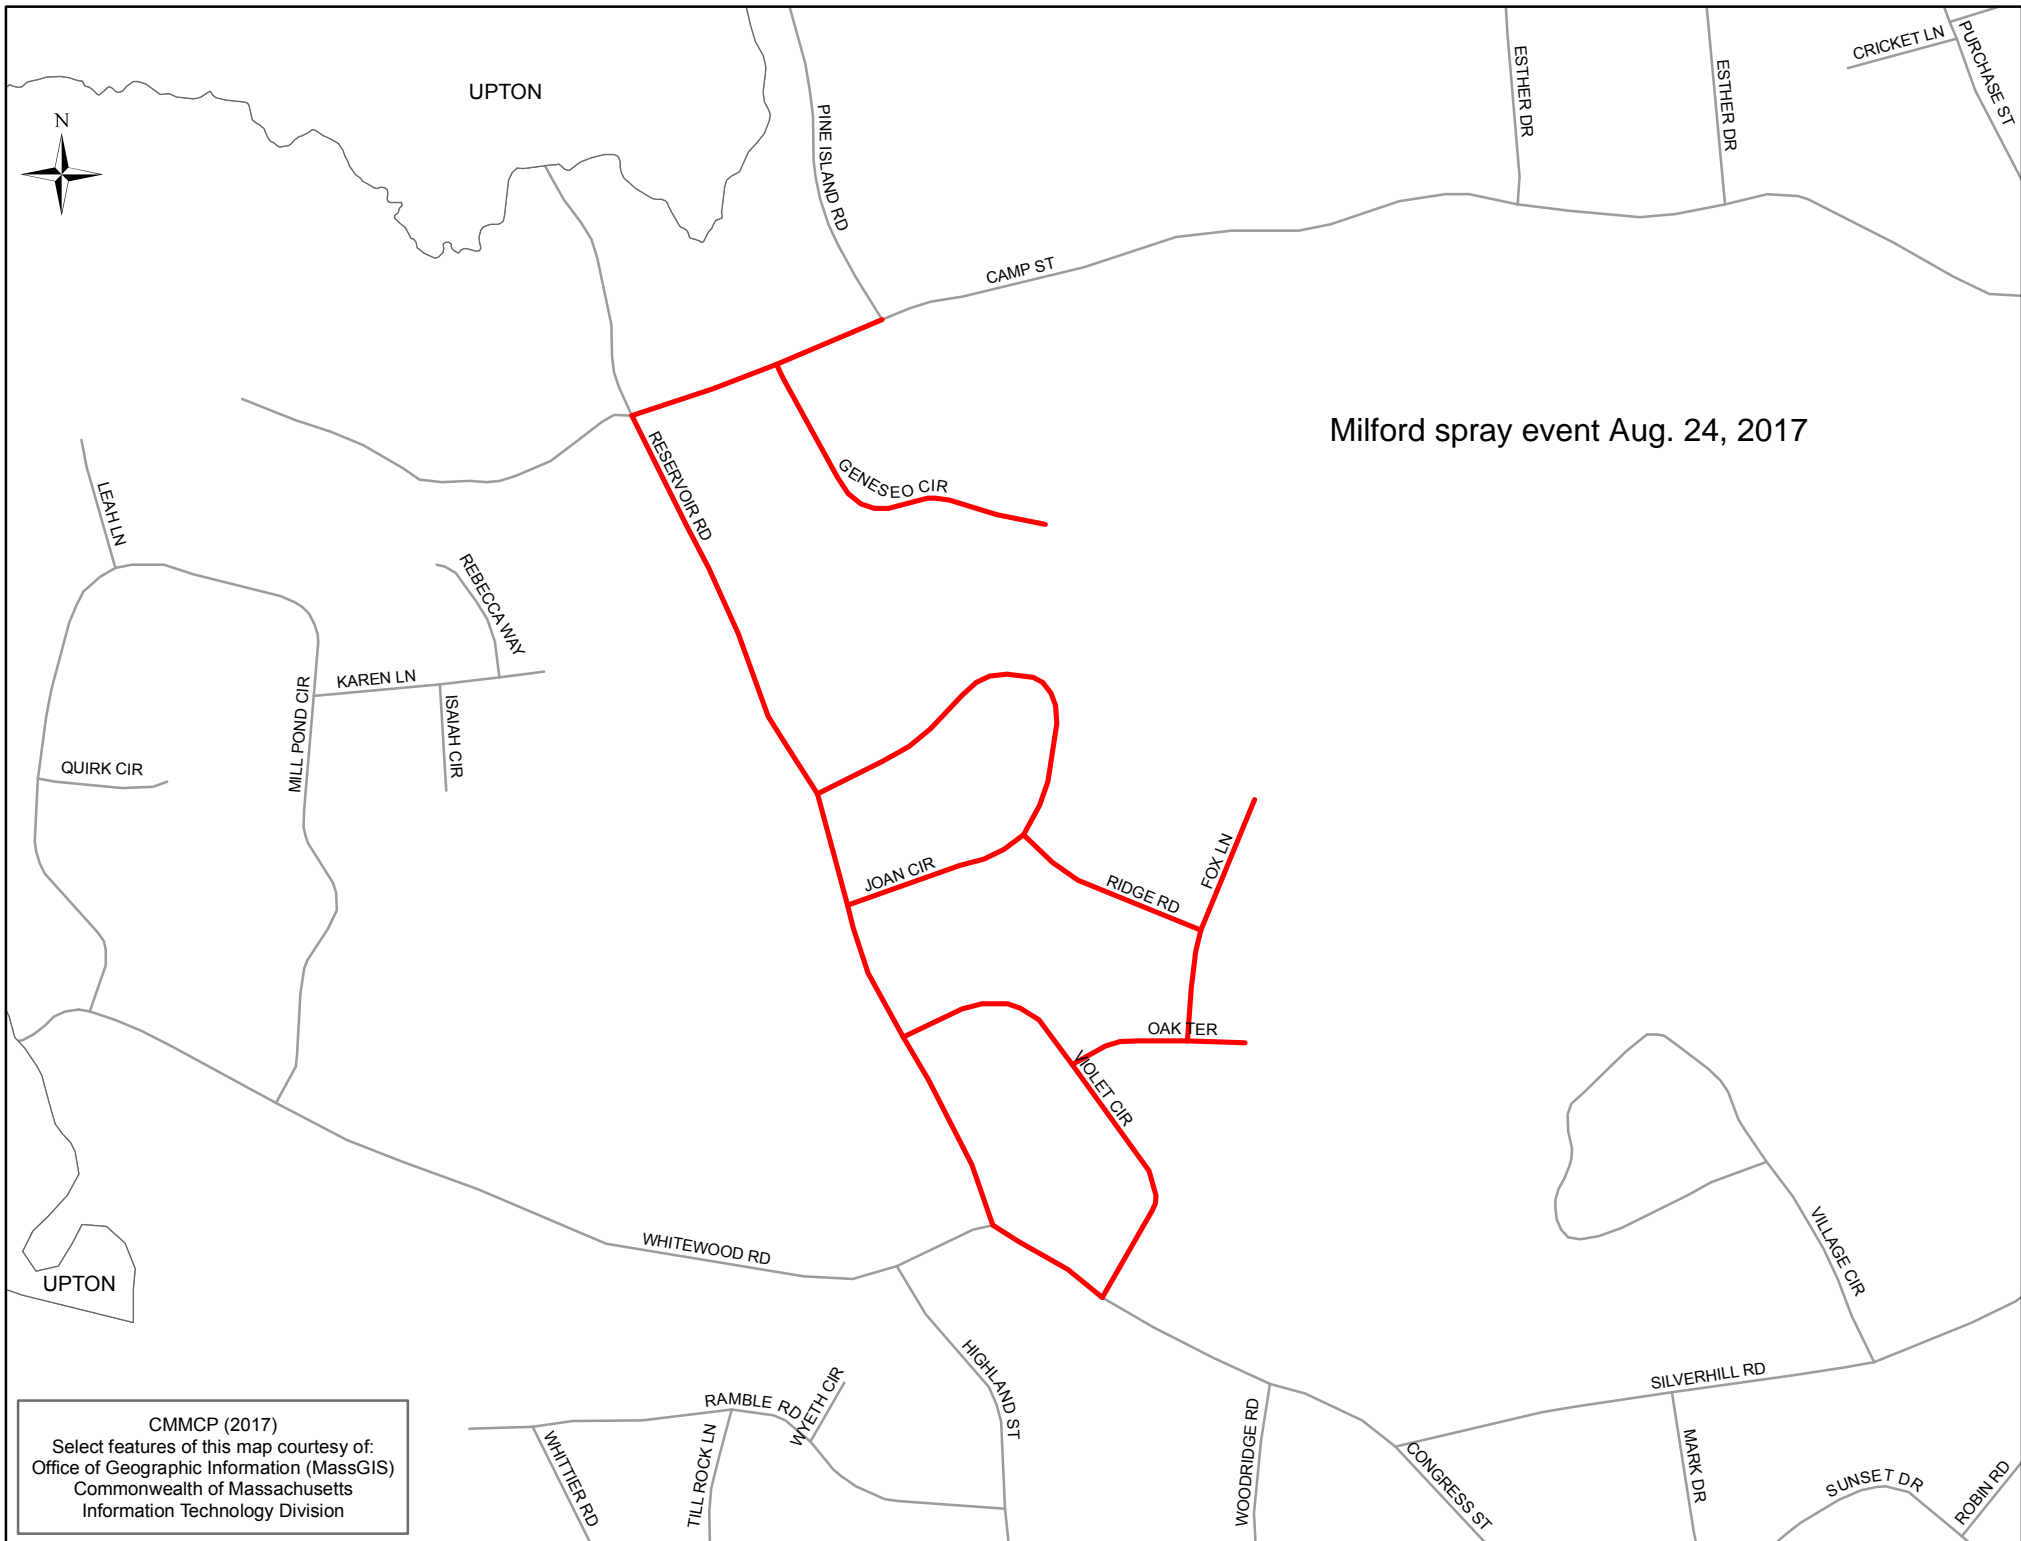 UPTON
N
PINE ISLAND RD
ESTHER DR
ESTHER DR
CRICKET LN
PURCHASE ST
CAMP ST
Milford spray event Aug. 24, 2017
RESERVOIR RD
GENESEO CIR
LEAH LN
REBECCA WAY
KAREN LN
ISAIAH CIR
MILL POND CIR
QUIRK CIR
JOAN CIR
RIDGE RD
FOX LN
OAK TER
VIOLET CIR
WHITEWOOD RD
UPTON
VILLAGE CIR
HIGHLAND ST
SILVERHILL RD
RAMBLE RD
WYETH CIR
WHITTIER RD
TILL ROCK LN
WOODRIDGE RD
CONGRESS ST
MARK DR
SUNSET DR
ROBIN RD
CMMCP (2017)
Select features of this map courtesy of:
Office of Geographic Information (MassGIS)
Commonwealth of Massachusetts
Information Technology Division